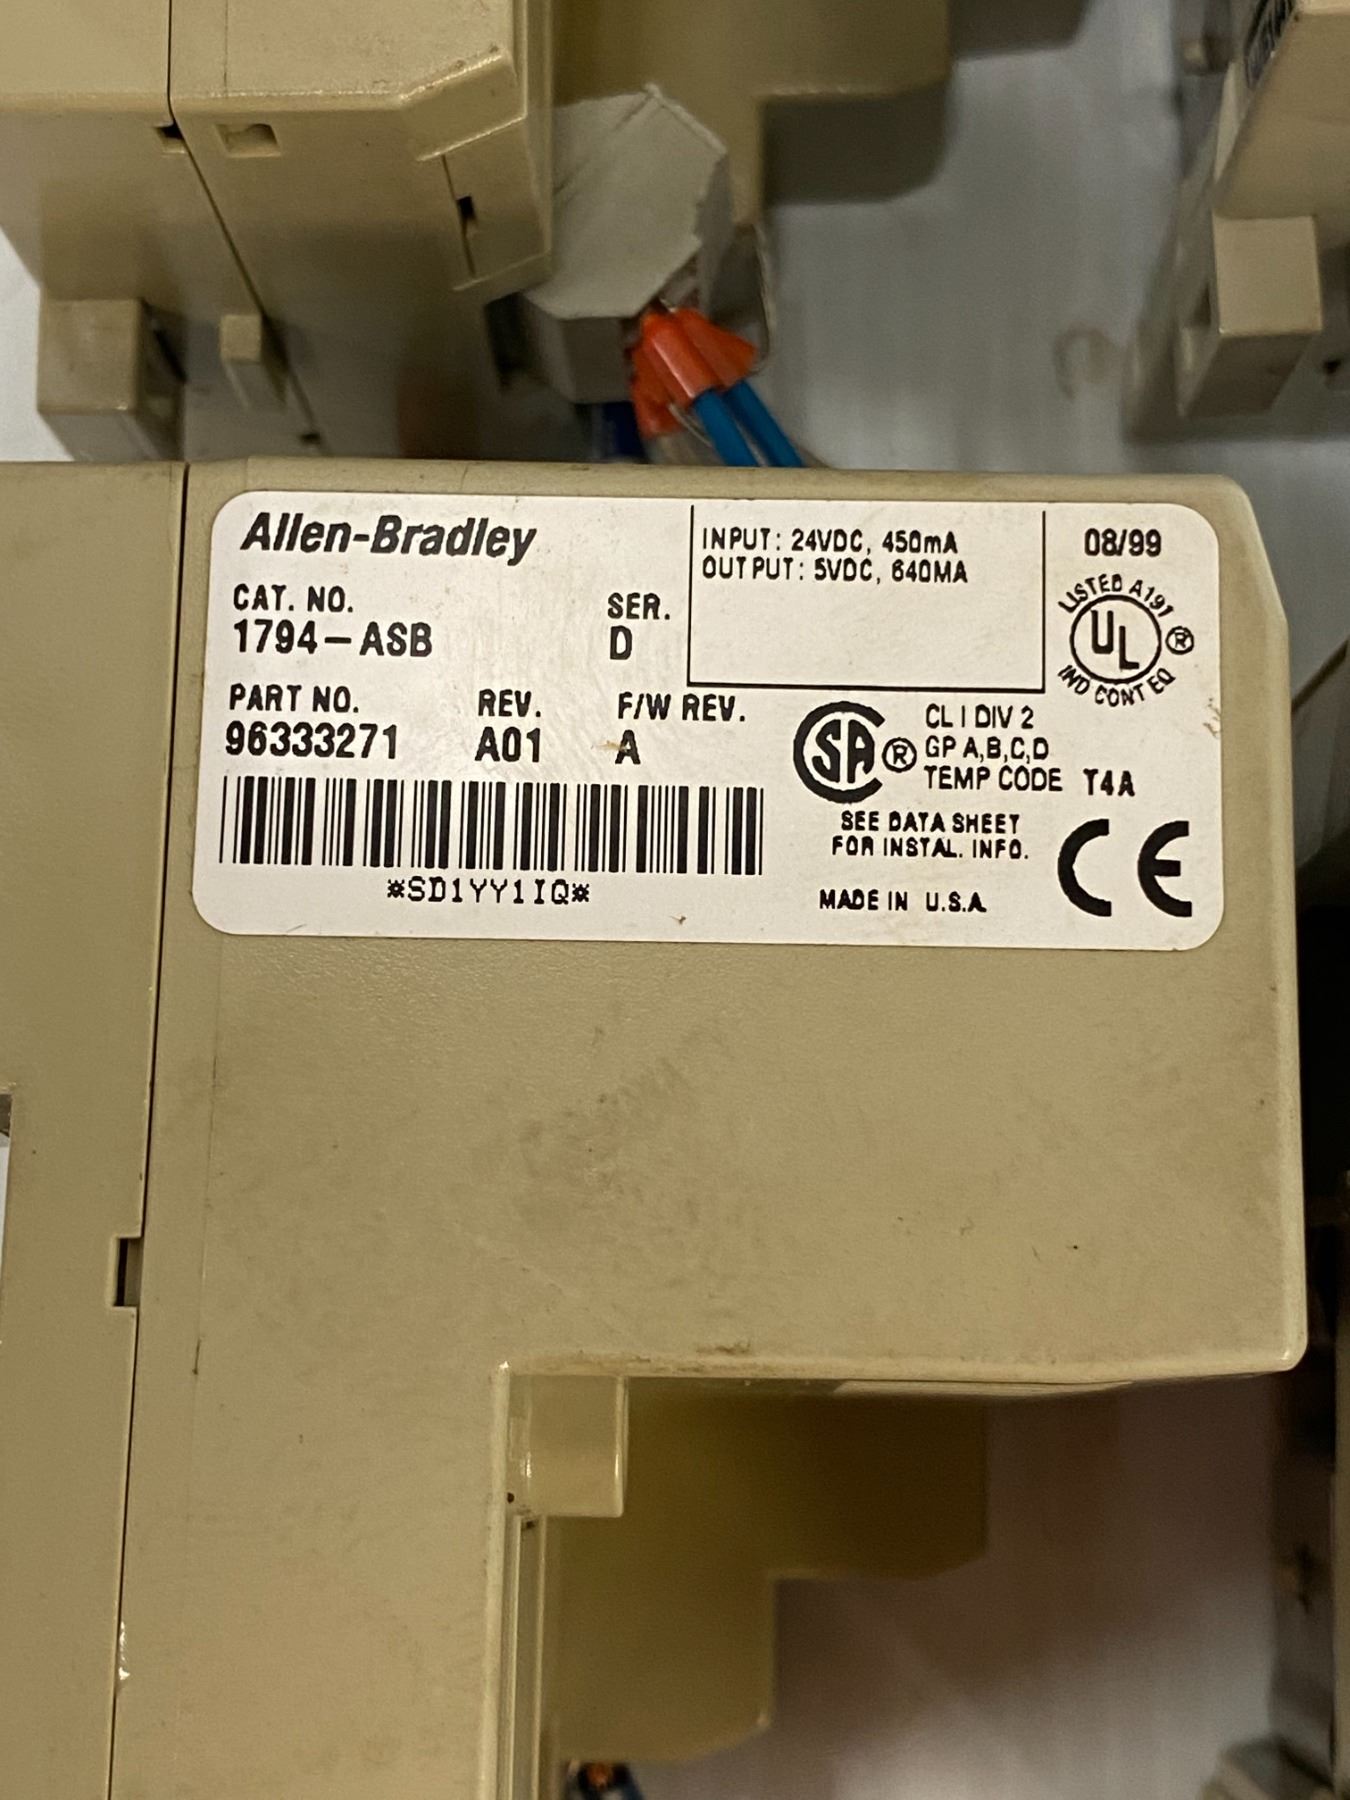 Allen-Bradley
CAT. NO.
1794-ASB
SER.
D
PART NO.
96333271
REV.
A01
F/W REV.
A
*SD1YY1IQ*
INPUT: 24VDC, 450mA
OUTPUT: 5VDC, 640MA
08/99
LISTED A191
UL ®
IND CONT EQ
SA ®
CL I DIV 2
GP A,B,C,D
TEMP CODE T4A
SEE DATA SHEET
FOR INSTAL. INFO.
MADE IN U.S.A.
CE